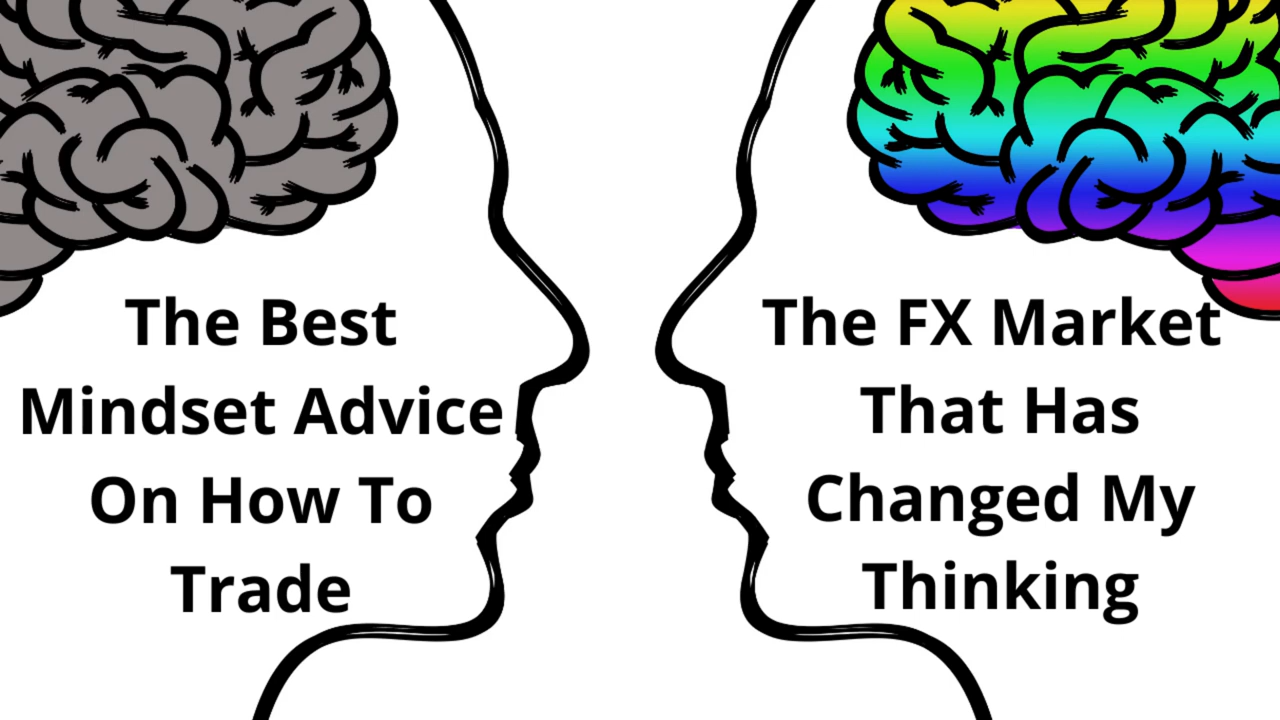 The Best
Mindset Advice
On How To
Trade
The FX Market
That Has
Changed My
Thinking